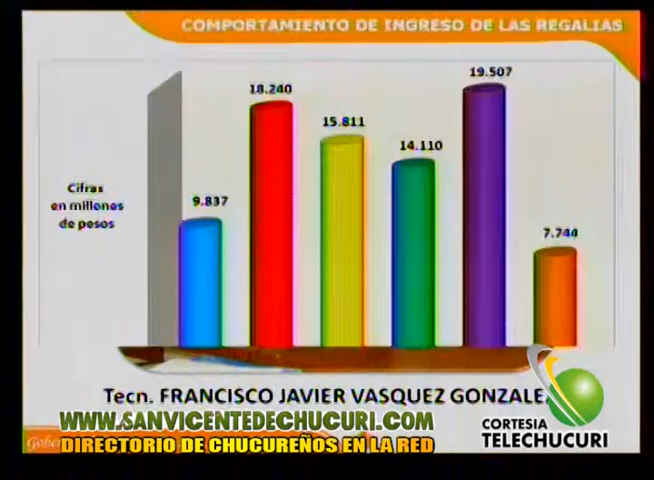 COMPORTAMIENTO DE INGRESO DE LAS REGALIAS
19.507
18.240
15.811
14.110
Cifras
en millones
de pesos
9.837
7.744
Tecn. FRANCISCO JAVIER VASQUEZ
WWW.SANVICENTEDECHUCURI.COM
DIRECTORIO DE CHUCUREÑOS EN LA RED
CORTESIA
TELECHUCURI